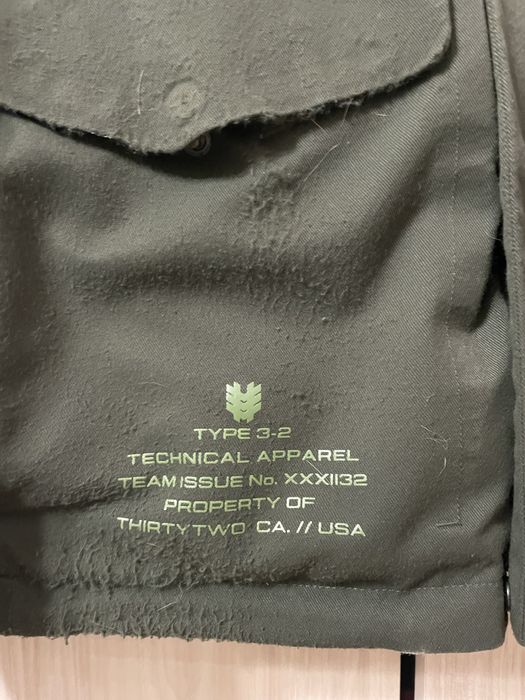 TYPE 3-2
TECHNICAL APPAREL
TEAM ISSUE No. XXXII32
PROPERTY OF
THIRTYTWO CA. // USA